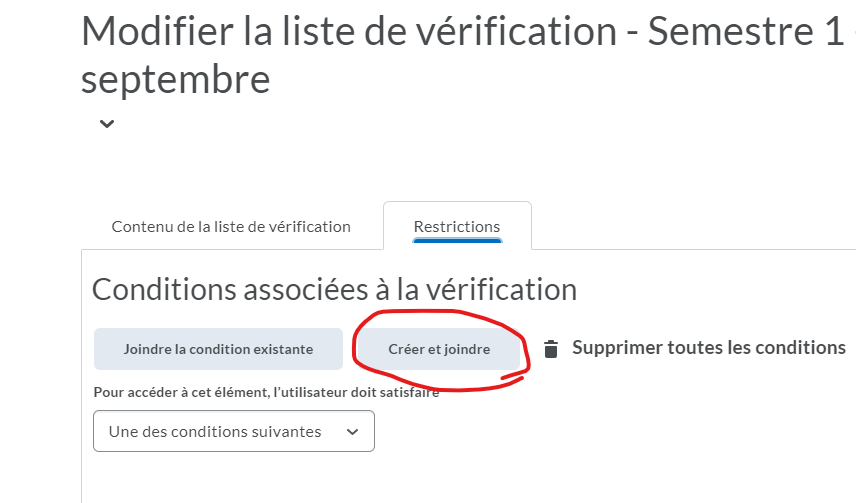 Modifier la liste de vérification - Semestre 1
septembre
Contenu de la liste de vérification
Restrictions
Conditions associées à la vérification
Joindre la condition existante
Créer et joindre
Supprimer toutes les conditions
Pour accéder à cet élément, l'utilisateur doit satisfaire
Une des conditions suivantes